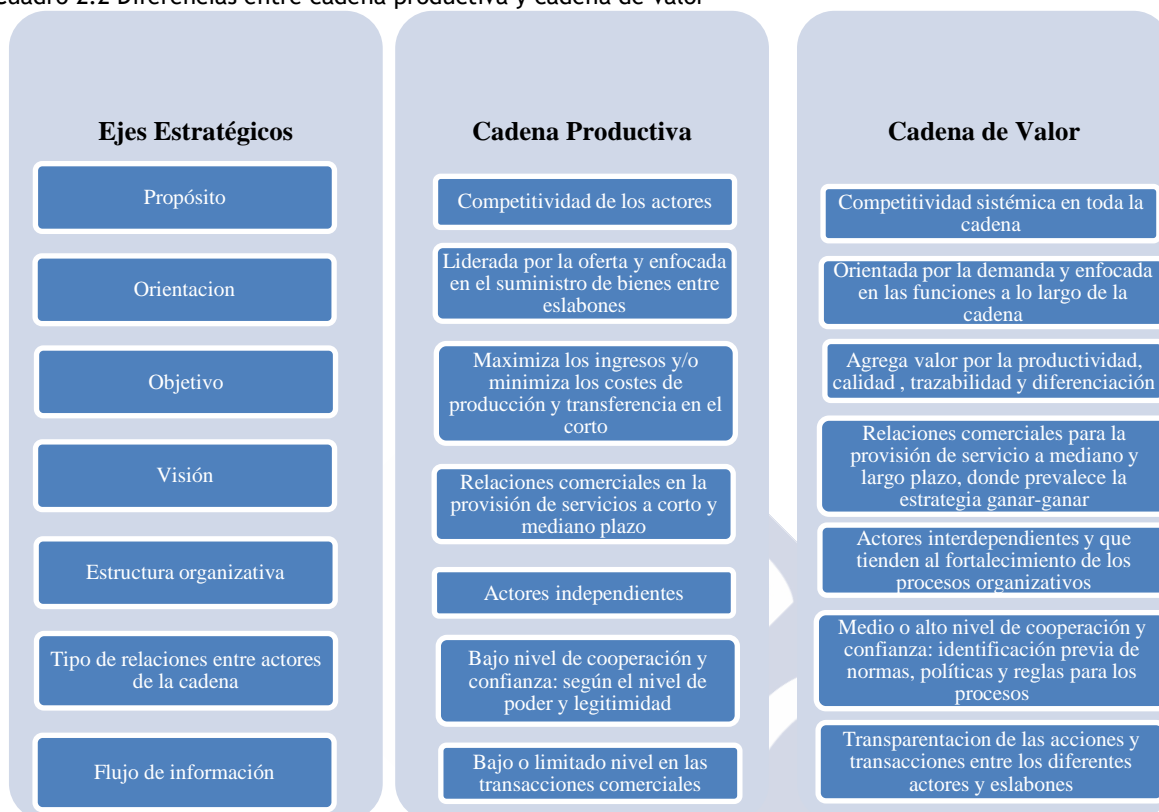 Cuadro 2.2 Diferencias entre cadena productiva y cadena de valor
Ejes Estratégicos
Propósito
Orientacion
Objetivo
Visión
Estructura organizativa
Tipo de relaciones entre actores
de la cadena
Flujo de información
Cadena Productiva
Competitividad de los actores
Liderada por la oferta y enfocada
en el suministro de bienes entre
eslabones
Maximiza los ingresos y/o
minimiza los costes de
producción y transferencia en el
corto
Relaciones comerciales en la
provisión de servicios a corto y
mediano plazo
Actores independientes
Bajo nivel de cooperación y
confianza: según el nivel de
poder y legitimidad
Bajo o limitado nivel en las
transacciones comerciales
Cadena de Valor
Competitividad sistémica en toda la
cadena
Orientada por la demanda y enfocada
en las funciones a lo largo de la
cadena
Agrega valor por la productividad,
calidad , trazabilidad y diferenciación
Relaciones comerciales para la
provisión de servicio a mediano y
largo plazo, donde prevalece la
estrategia ganar-ganar
Actores interdependientes y que
tienden al fortalecimiento de los
procesos organizativos
Medio o alto nivel de cooperación y
confianza: identificación previa de
normas, políticas y reglas para los
procesos
Transparentacion de las acciones y
transacciones entre los diferentes
actores y eslabones